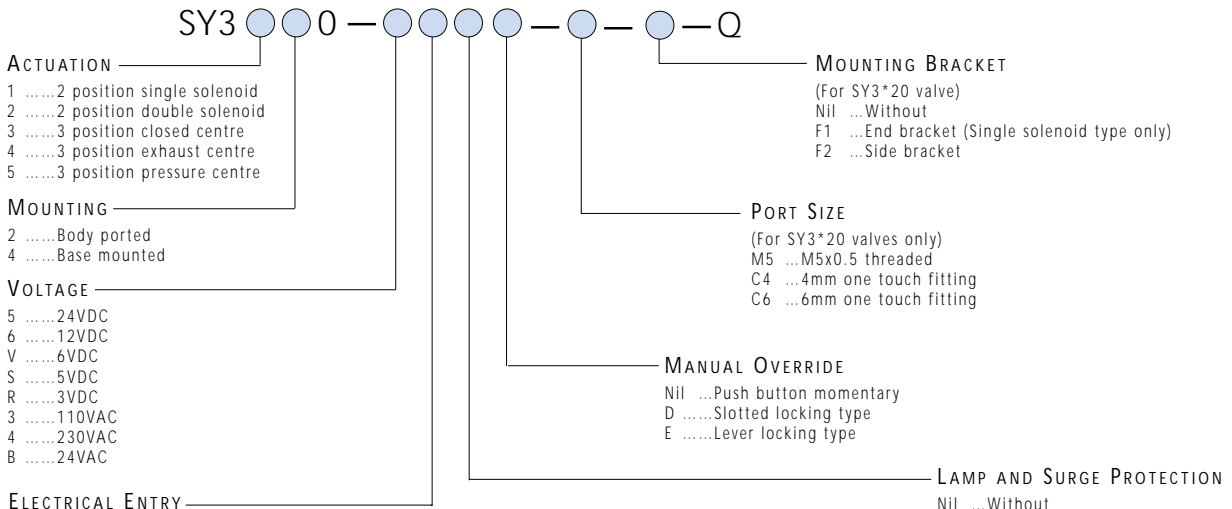 SY3 0 – – – – Q
ACTUATION
1 ......2 position single solenoid
2 ......2 position double solenoid
3 ......3 position closed centre
4 ......3 position exhaust centre
5 ......3 position pressure centre
MOUNTING
2 ......Body ported
4 ......Base mounted
VOLTAGE
5 ......24VDC
6 ......12VDC
V ......6VDC
S ......5VDC
R ......3VDC
3 ......110VAC
4 ......230VAC
B ......24VAC
ELECTRICAL ENTRY
MOUNTING BRACKET
(For SY3*20 valve)
Nil ...Without
F1 ...End bracket (Single solenoid type only)
F2 ...Side bracket
PORT SIZE
(For SY3*20 valves only)
M5 ...M5x0.5 threaded
C4 ...4mm one touch fitting
C6 ...6mm one touch fitting
MANUAL OVERRIDE
Nil ...Push button momentary
D ......Slotted locking type
E ......Lever locking type
LAMP AND SURGE PROTECTION
Nil ....Without